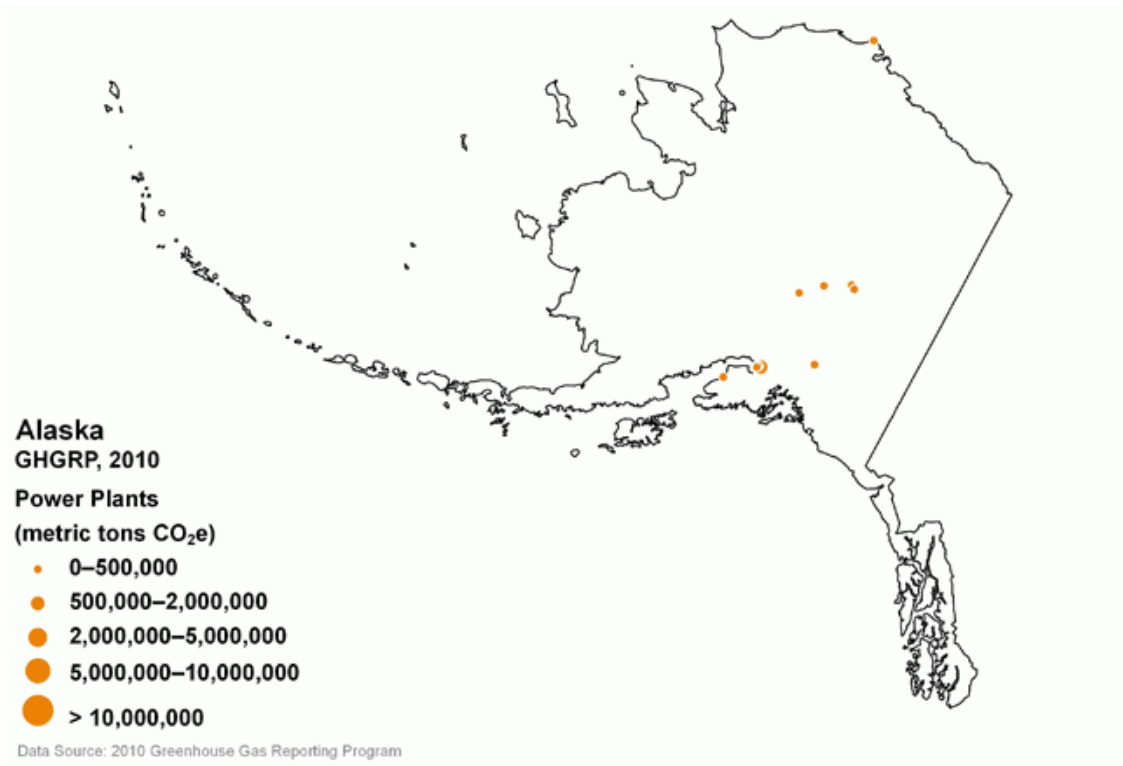 Alaska
GHGRP, 2010
Power Plants
(metric tons CO₂e)
0–500,000
500,000–2,000,000
2,000,000–5,000,000
5,000,000–10,000,000
> 10,000,000
Data Source: 2010 Greenhouse Gas Reporting Program